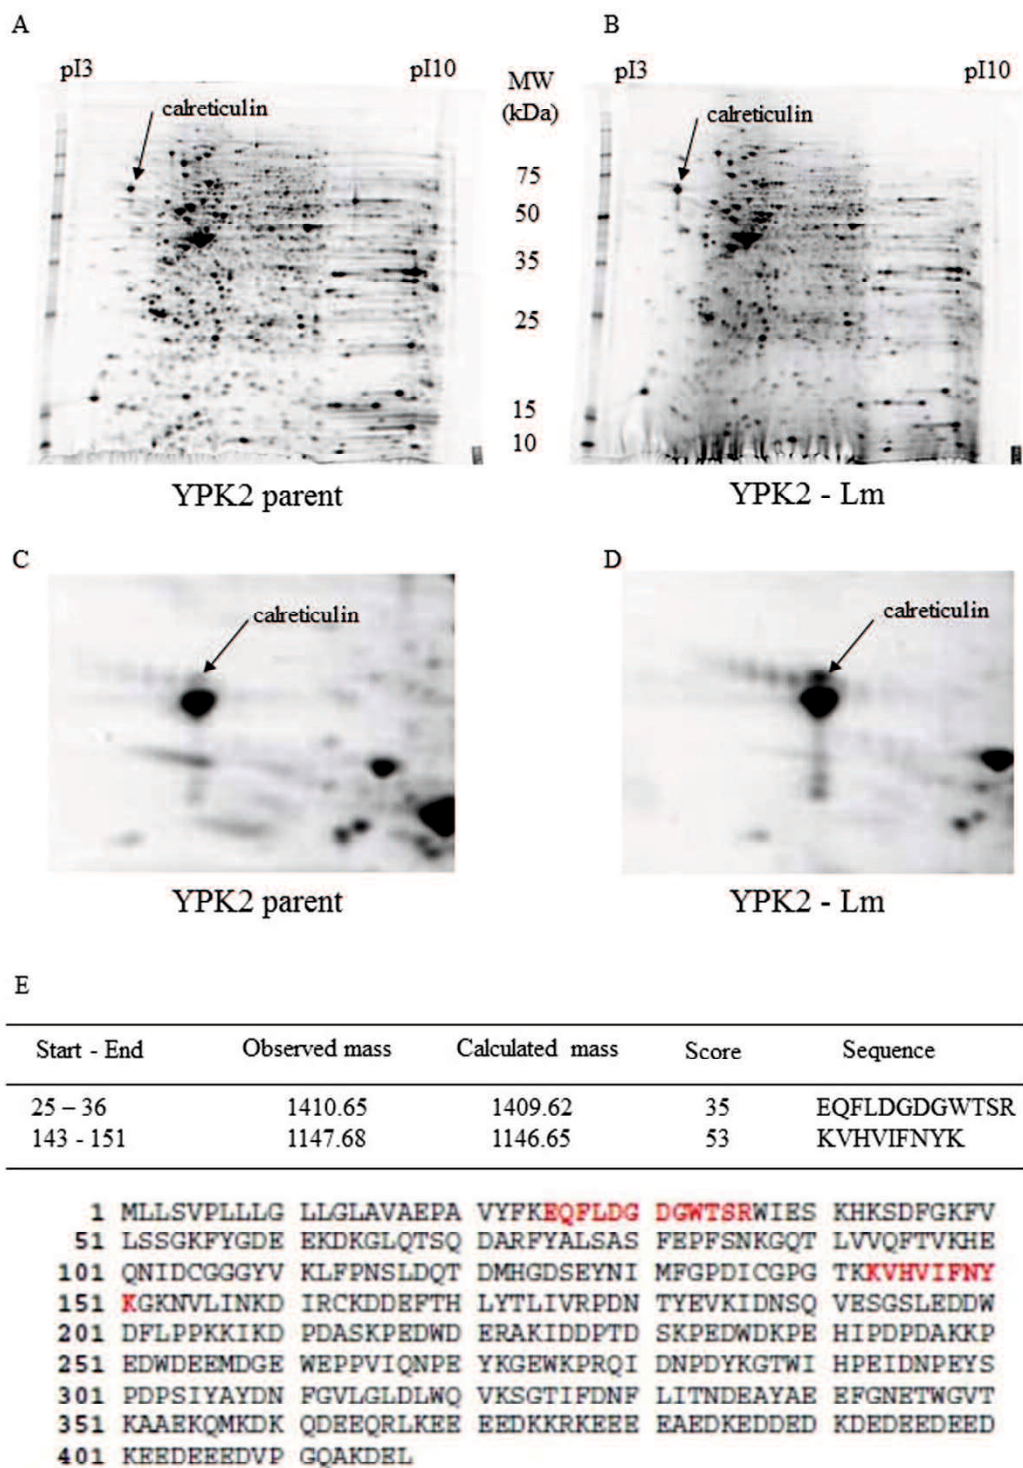 A
B
pI3
pI10
MW
(kDa)
pI3
pI10
calreticulin
calreticulin
75
50
35
25
15
10
YPK2 parent
YPK2 - Lm
C
D
calreticulin
calreticulin
YPK2 parent
YPK2 - Lm
E
Start - End Observed mass Calculated mass Score Sequence
25 – 36 1410.65 1409.62 35 EQFLDGDGWTSR
143 - 151 1147.68 1146.65 53 KVHVIFNYK
1 MLLSVPLLLG LLGLAVAEPA VYFKEQFLDG DGWTSRWIES KHKSDFGKFV
51 LSSGKFYGDE EKDKGLQTSQ DARFYALSAS FEPFSNKGQT LVVQFTVKHE
101 QNIDCGGGYV KLFPNSLDQT DMHGDSEYNI MFGPDICGPG TKKVHVIFNY
151 KGKNVLINKD IRCKDDEFTH LYTLIVRPDN TYEVKIDNSQ VESGSLEDDW
201 DFLPPKKIKD PDASKPEDWD ERAKIDDPTD SKPEDWDKPE HIPDPDAKKP
251 EDWDEEMDGE WEPPVIQNPE YKGEWKPRQI DNPDYKGTWI HPEIDNPEYS
301 PDPSIYAYDN FGVLGLDLWQ VKSGTIFDNF LITNDEAYAE EFGNETWGVT
351 KAAEKQMKDK QDEEQRLKEE EEDKKRKEEE EAEDKEDDED KDEDEEDEED
401 KEEDEEEDVP GQAKDEL